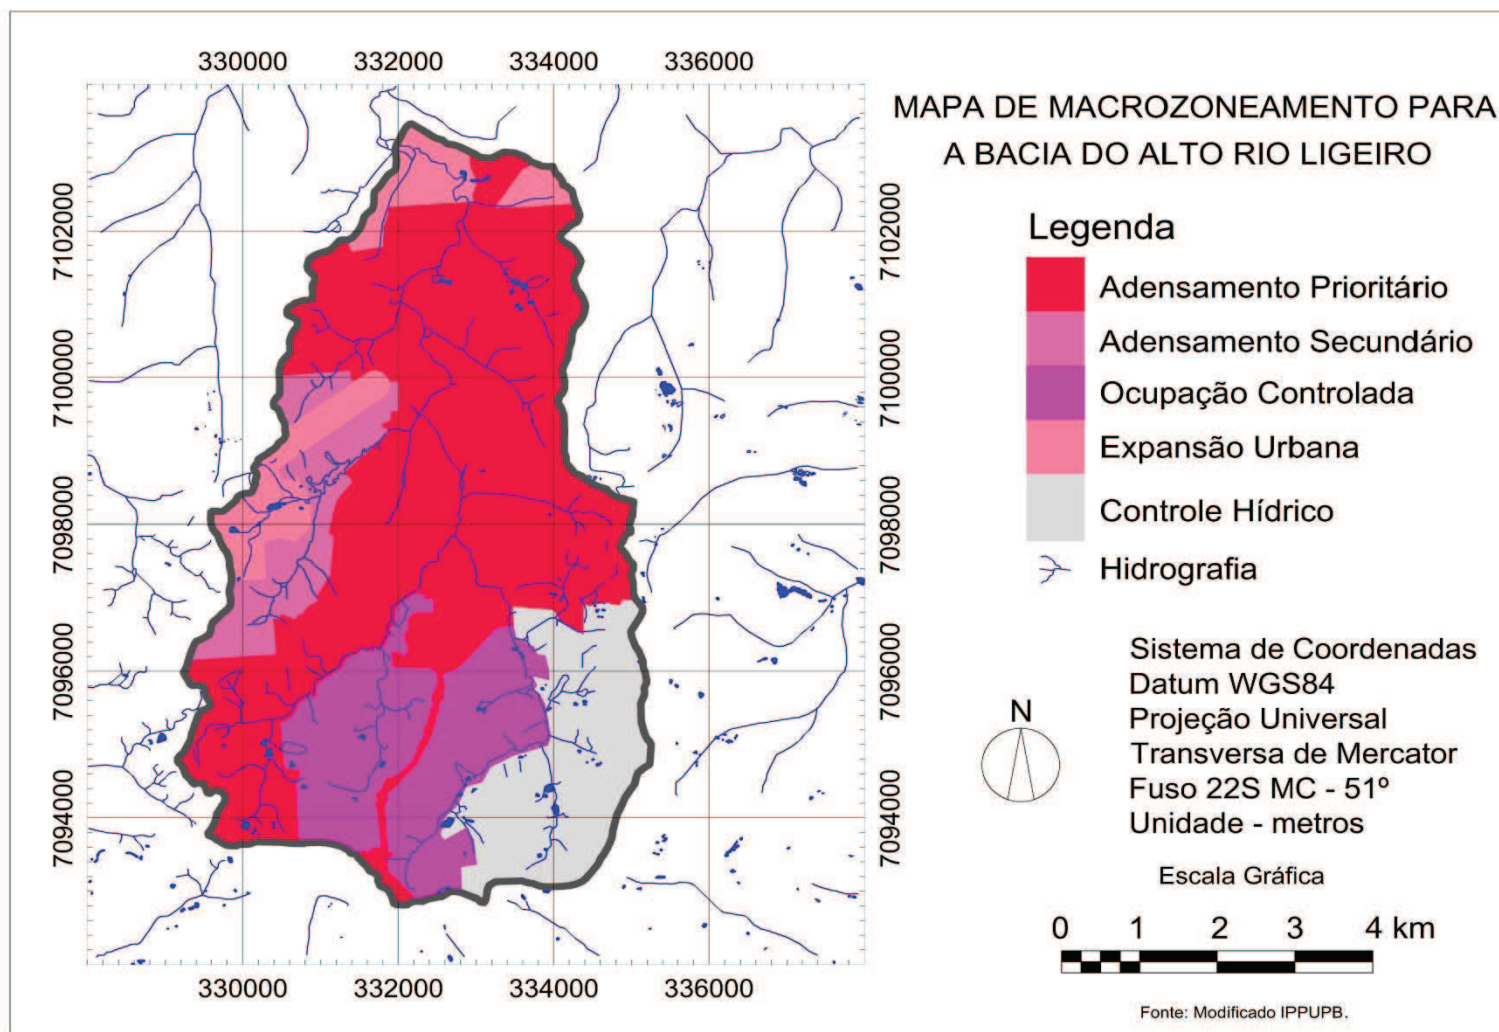 330000 332000 334000 336000
MAPA DE MACROZONEAMENTO PARA
A BACIA DO ALTO RIO LIGEIRO
7102000
7100000
7098000
7096000
7094000
7102000
7100000
7098000
7096000
7094000
Legenda
Adensamento Prioritário
Adensamento Secundário
Ocupação Controlada
Expansão Urbana
Controle Hídrico
Hidrografia
Sistema de Coordenadas
Datum WGS84
Projeção Universal
Transversa de Mercator
Fuso 22S MC - 51º
Unidade - metros
N
Escala Gráfica
0 1 2 3 4 km
330000 332000 334000 336000
Fonte: Modificado IPPUPB.